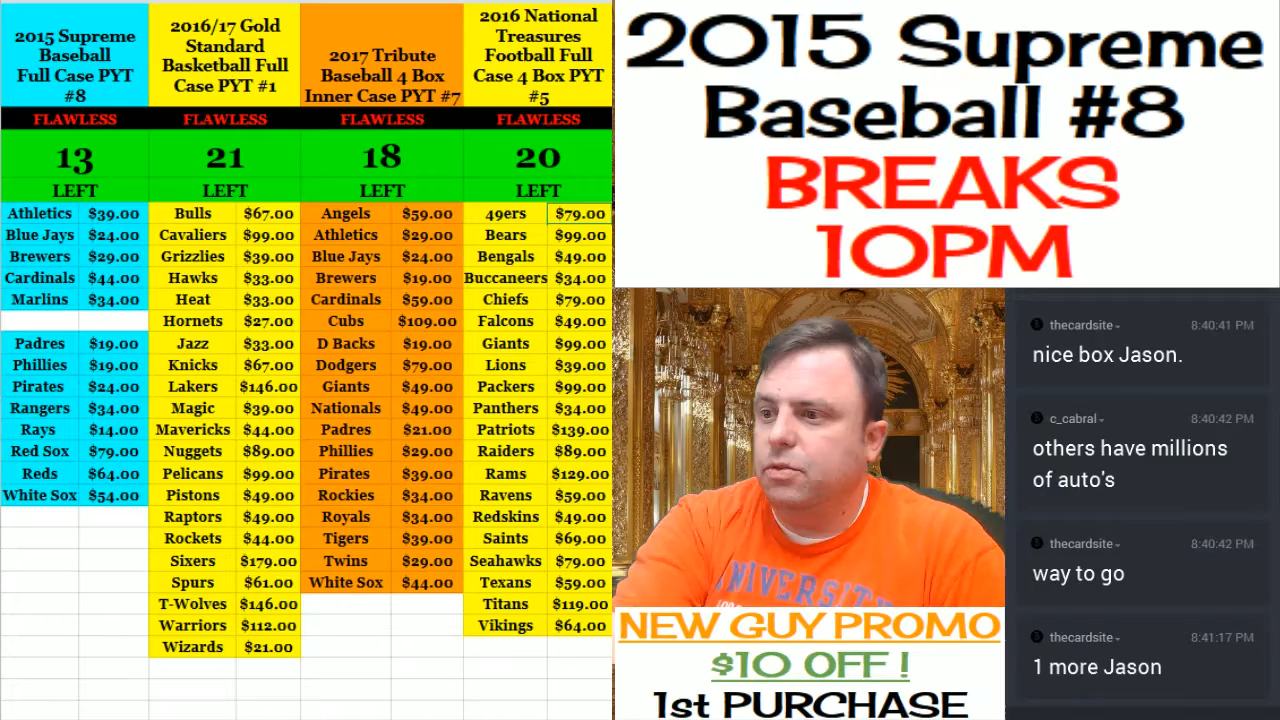 2015 Supreme
Baseball
Full Case PYT
#8
FLAWLESS
13
LEFT
Athletics $39.00
Blue Jays $24.00
Brewers $29.00
Cardinals $44.00
Marlins $34.00
Padres $19.00
Phillies $19.00
Pirates $24.00
Rangers $34.00
Rays $14.00
Red Sox $79.00
Reds $64.00
White Sox $54.00
2016/17 Gold
Standard
Basketball Full
Case PYT #1
FLAWLESS
21
LEFT
Bulls $67.00
Cavaliers $99.00
Grizzlies $39.00
Hawks $33.00
Heat $33.00
Hornets $27.00
Jazz $33.00
Knicks $67.00
Lakers $146.00
Magic $39.00
Mavericks $44.00
Nuggets $89.00
Pelicans $99.00
Pistons $49.00
Raptors $49.00
Rockets $44.00
Sixers $179.00
Spurs $61.00
T-Wolves $146.00
Warriors $112.00
Wizards $21.00
2017 Tribute
Baseball 4 Box
Inner Case PYT #7
FLAWLESS
18
LEFT
Angels $59.00
Athletics $29.00
Blue Jays $24.00
Brewers $19.00
Cardinals $59.00
Cubs $109.00
D Backs $19.00
Dodgers $79.00
Giants $49.00
Nationals $49.00
Padres $21.00
Phillies $29.00
Pirates $39.00
Rockies $34.00
Royals $34.00
Tigers $39.00
Twins $29.00
White Sox $44.00
2016 National
Treasures
Football Full
Case 4 Box PYT
#5
FLAWLESS
20
LEFT
49ers $79.00
Bears $99.00
Bengals $49.00
Buccaneers $34.00
Chiefs $79.00
Falcons $49.00
Giants $99.00
Lions $39.00
Packers $99.00
Panthers $34.00
Patriots $139.00
Raiders $89.00
Rams $129.00
Ravens $59.00
Redskins $49.00
Saints $69.00
Seahawks $79.00
Texans $59.00
Titans $119.00
Vikings $64.00
2015 Supreme
Baseball #8
BREAKS
10PM
NIVERSITY
NEW GUY PROMO
$10 OFF !
1st PURCHASE
thecardsite 8:40:41 PM
nice box Jason.
c_cabral 8:40:42 PM
others have millions
of auto's
thecardsite 8:40:42 PM
way to go
thecardsite 8:41:17 PM
1 more Jason